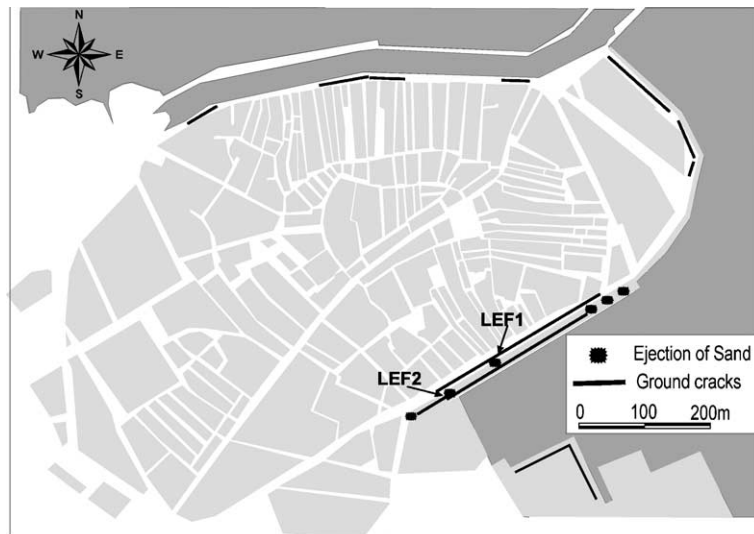 N
W E
S
LEF1
LEF2
Ejection of Sand
Ground cracks
0 100 200m